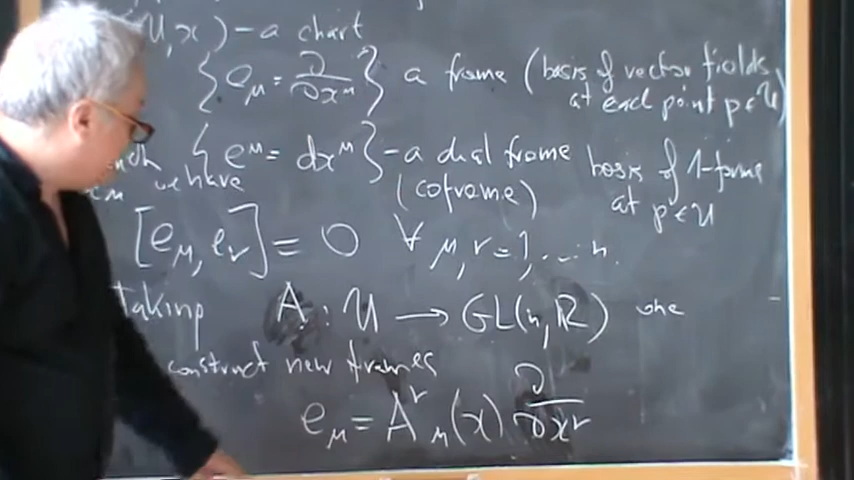 U, x) - a chart
{e_μ = ∂/∂x^μ} a frame (basis of vector fields
at each point p ∈ U)
{e^μ = dx^μ} - a dual frame basis of 1-forms
we have (coframe) at p ∈ U
[e_μ, e_ν] = 0 ∀ μ, ν = 1, ... n.
taking A : U → GL(n, ℝ) one
construct new frames
e_μ = A^ν_μ(x) ∂/∂x^ν